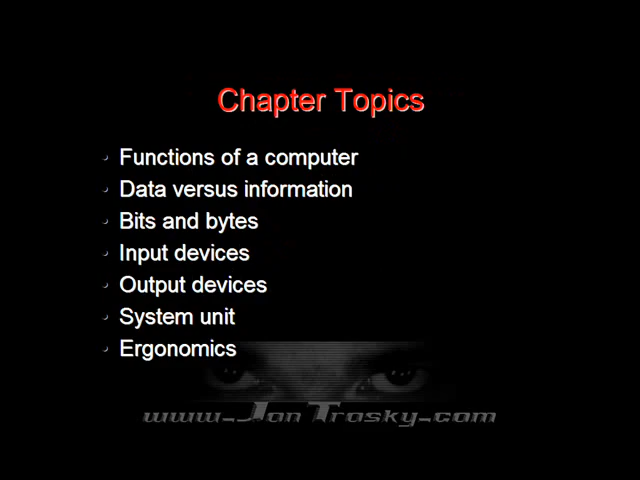 Chapter Topics
Functions of a computer
Data versus information
Bits and bytes
Input devices
Output devices
System unit
Ergonomics
www.JonTrasky.com